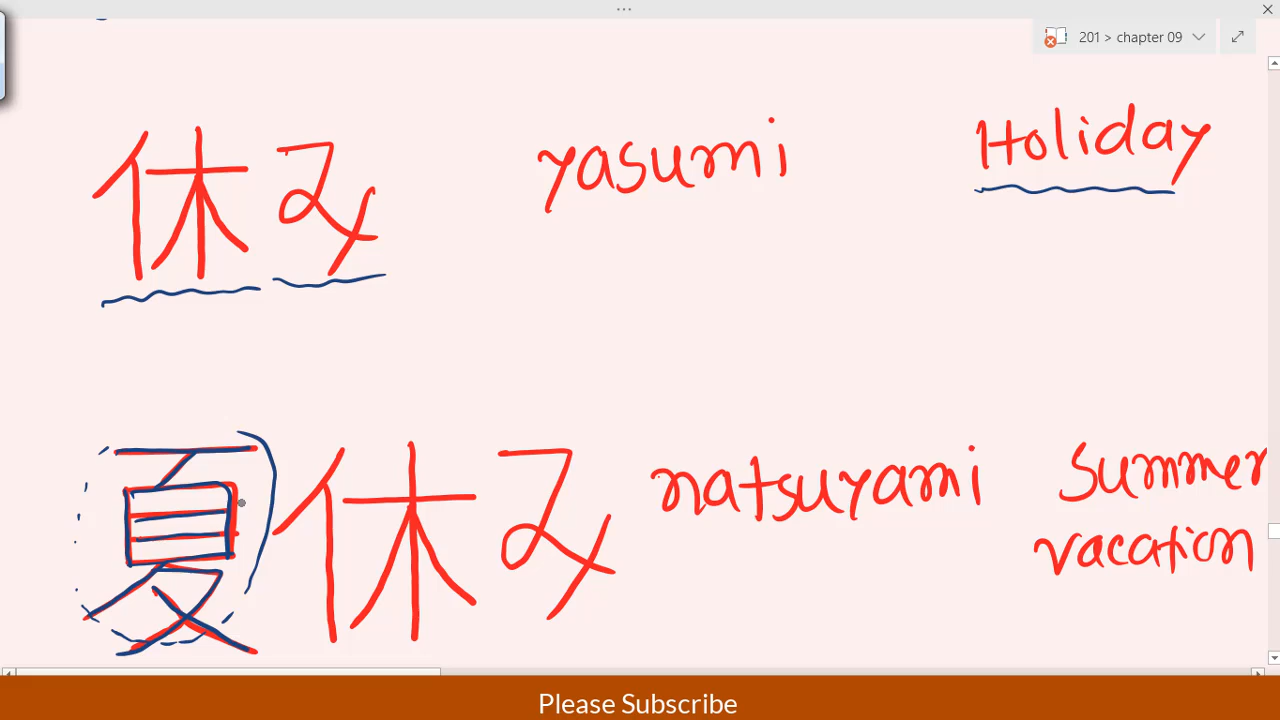 201 > chapter 09
休み yasumi Holiday
夏休み natsuyami Summer
vacation
Please Subscribe